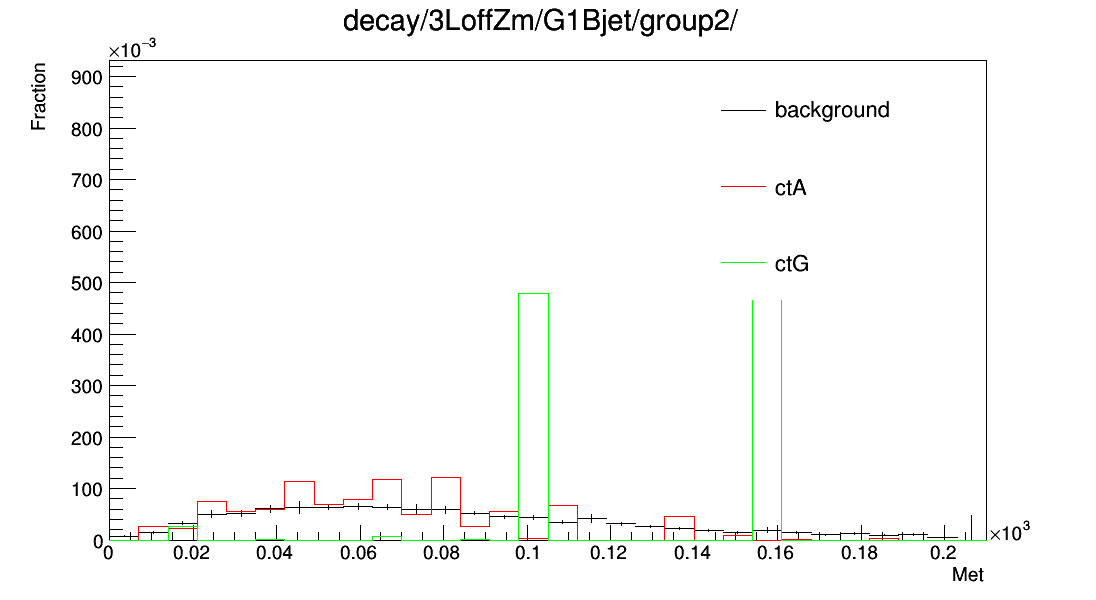 decay/3LoffZm/G1Bjet/group2/
×10⁻³
Fraction
900
800
700
600
500
400
300
200
100
0
background
ctA
ctG
0 0.02 0.04 0.06 0.08 0.1 0.12 0.14 0.16 0.18 0.2
×10³
Met